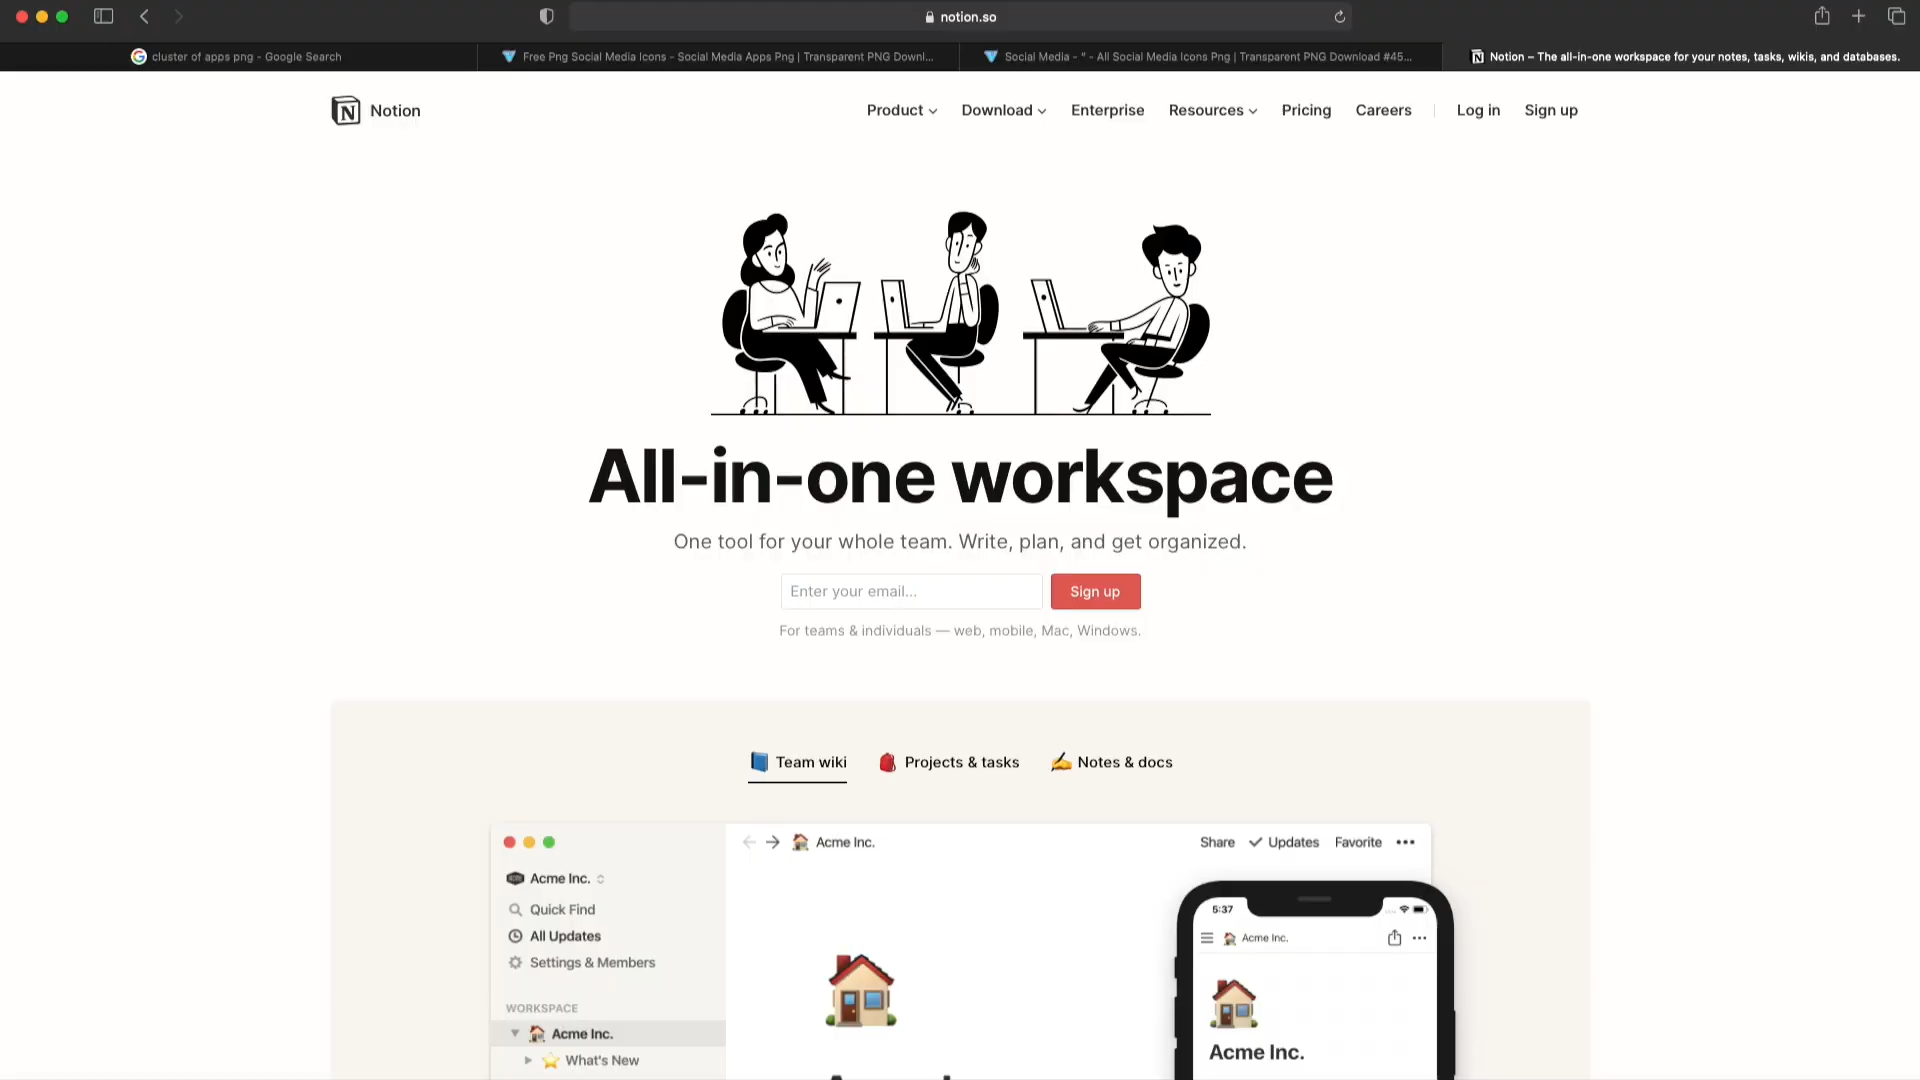 notion.so
cluster of apps png - Google Search
Free Png Social Media Icons - Social Media Apps Png | Transparent PNG Downl...
Social Media - “ - All Social Media Icons Png | Transparent PNG Download #45...
Notion – The all-in-one workspace for your notes, tasks, wikis, and databases.
Notion
Product Download Enterprise Resources Pricing Careers Log in Sign up
All-in-one workspace
One tool for your whole team. Write, plan, and get organized.
Enter your email...
Sign up
For teams & individuals — web, mobile, Mac, Windows.
Team wiki Projects & tasks Notes & docs
Acme Inc.
Share Updates Favorite •••
Acme Inc.
Quick Find
All Updates
Settings & Members
WORKSPACE
Acme Inc.
What's New
5:37
Acme Inc.
Acme Inc.